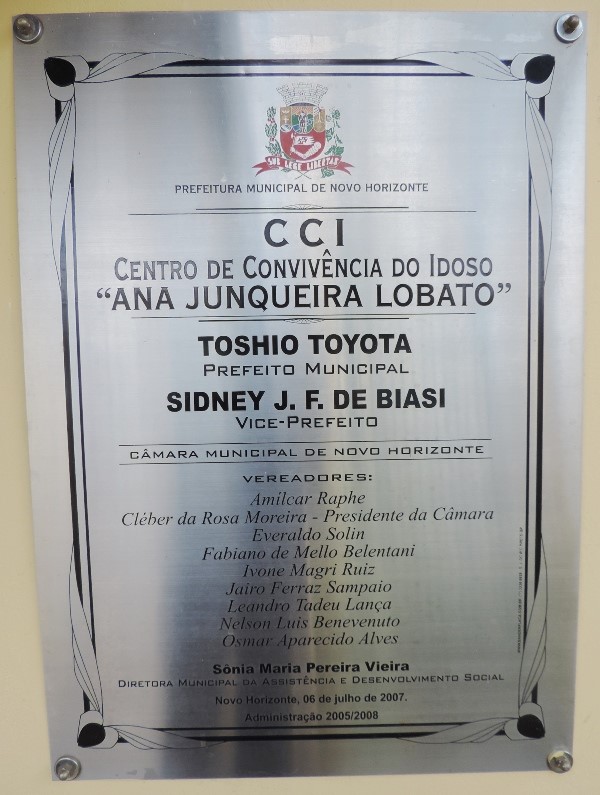 SUB LEGE LIBERTAS
PREFEITURA MUNICIPAL DE NOVO HORIZONTE
CCI
CENTRO DE CONVIVÊNCIA DO IDOSO
“ANA JUNQUEIRA LOBATO”
TOSHIO TOYOTA
PREFEITO MUNICIPAL
SIDNEY J. F. DE BIASI
VICE-PREFEITO
CÂMARA MUNICIPAL DE NOVO HORIZONTE
VEREADORES:
Amilcar Raphe
Cléber da Rosa Moreira - Presidente da Câmara
Everaldo Solin
Fabiano de Mello Belentani
Ivone Magri Ruiz
Jairo Ferraz Sampaio
Leandro Tadeu Lança
Nelson Luis Benevenuto
Osmar Aparecido Alves
Sônia Maria Pereira Vieira
DIRETORA MUNICIPAL DA ASSISTÊNCIA E DESENVOLVIMENTO SOCIAL
Novo Horizonte, 06 de julho de 2007.
Administração 2005/2008